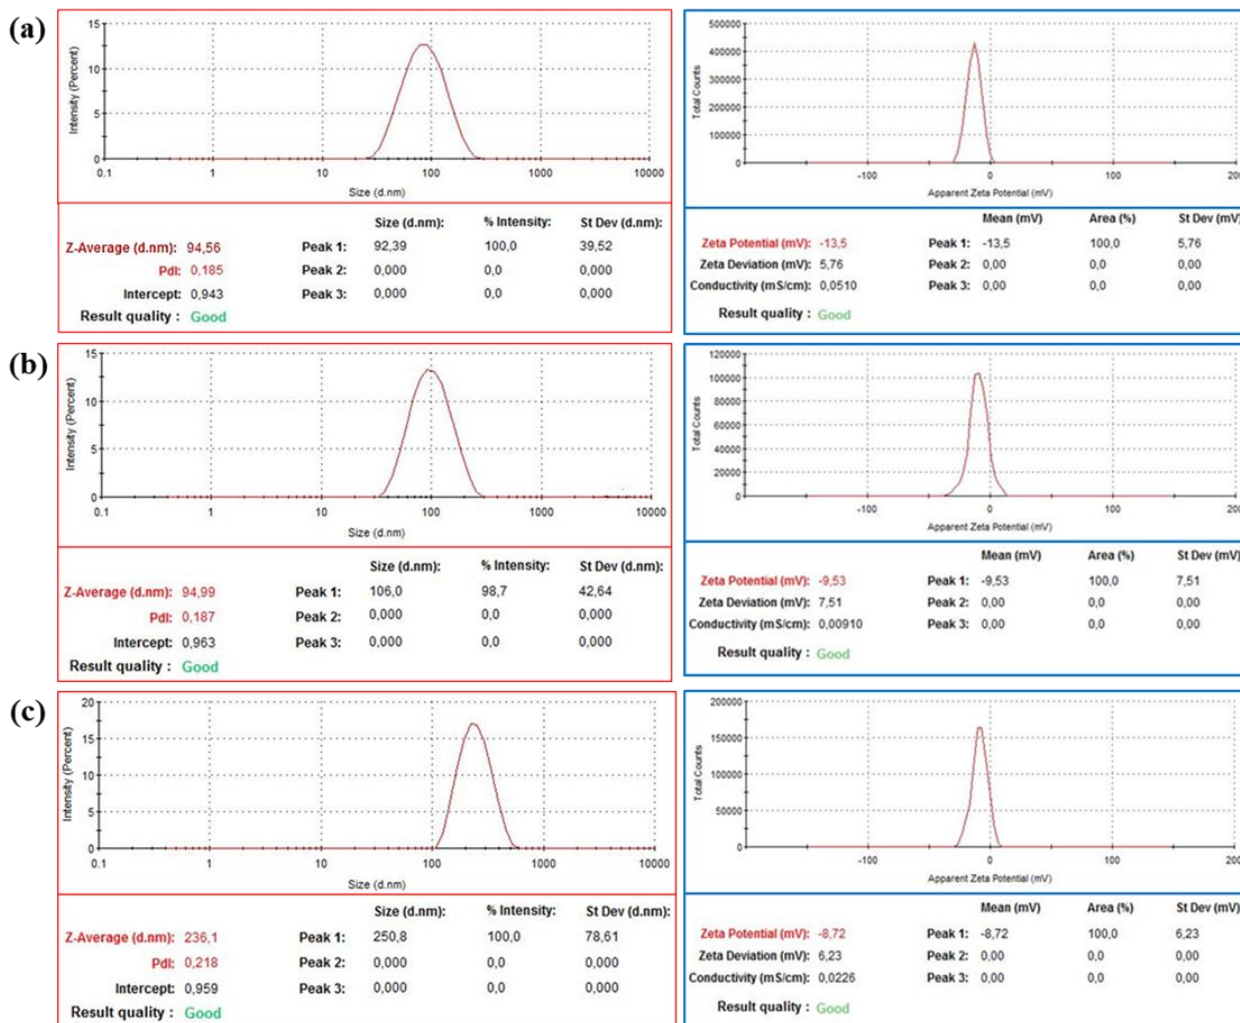 (a)
15
10
5
0
Intensity (Percent)
0.1 1 10 100 1000 10000
Size (d.nm)
Size (d.nm): % Intensity: St Dev (d.nm):
Z-Average (d.nm): 94,56 Peak 1: 92,39 100,0 39,52
PdI: 0,185 Peak 2: 0,000 0,0 0,000
Intercept: 0,943 Peak 3: 0,000 0,0 0,000
Result quality : Good
500000
400000
300000
200000
100000
0
Total Counts
-100 0 100 200
Apparent Zeta Potential (mV)
Mean (mV) Area (%) St Dev (mV)
Zeta Potential (mV): -13,5 Peak 1: -13,5 100,0 5,76
Zeta Deviation (mV): 5,76 Peak 2: 0,00 0,0 0,00
Conductivity (mS/cm): 0,0510 Peak 3: 0,00 0,0 0,00
Result quality : Good
(b)
15
10
5
0
Intensity (Percent)
0.1 1 10 100 1000 10000
Size (d.nm)
Size (d.nm): % Intensity: St Dev (d.nm):
Z-Average (d.nm): 94,99 Peak 1: 106,0 98,7 42,64
PdI: 0,187 Peak 2: 0,000 0,0 0,000
Intercept: 0,963 Peak 3: 0,000 0,0 0,000
Result quality : Good
120000
100000
80000
60000
40000
20000
0
Total Counts
-100 0 100 200
Apparent Zeta Potential (mV)
Mean (mV) Area (%) St Dev (mV)
Zeta Potential (mV): -9,53 Peak 1: -9,53 100,0 7,51
Zeta Deviation (mV): 7,51 Peak 2: 0,00 0,0 0,00
Conductivity (mS/cm): 0,00910 Peak 3: 0,00 0,0 0,00
Result quality : Good
(c)
20
15
10
5
0
Intensity (Percent)
0.1 1 10 100 1000 10000
Size (d.nm)
Size (d.nm): % Intensity: St Dev (d.nm):
Z-Average (d.nm): 236,1 Peak 1: 250,8 100,0 78,61
PdI: 0,218 Peak 2: 0,000 0,0 0,000
Intercept: 0,959 Peak 3: 0,000 0,0 0,000
Result quality : Good
200000
150000
100000
50000
0
Total Counts
-100 0 100 200
Apparent Zeta Potential (mV)
Mean (mV) Area (%) St Dev (mV)
Zeta Potential (mV): -8,72 Peak 1: -8,72 100,0 6,23
Zeta Deviation (mV): 6,23 Peak 2: 0,00 0,0 0,00
Conductivity (mS/cm): 0,0226 Peak 3: 0,00 0,0 0,00
Result quality : Good